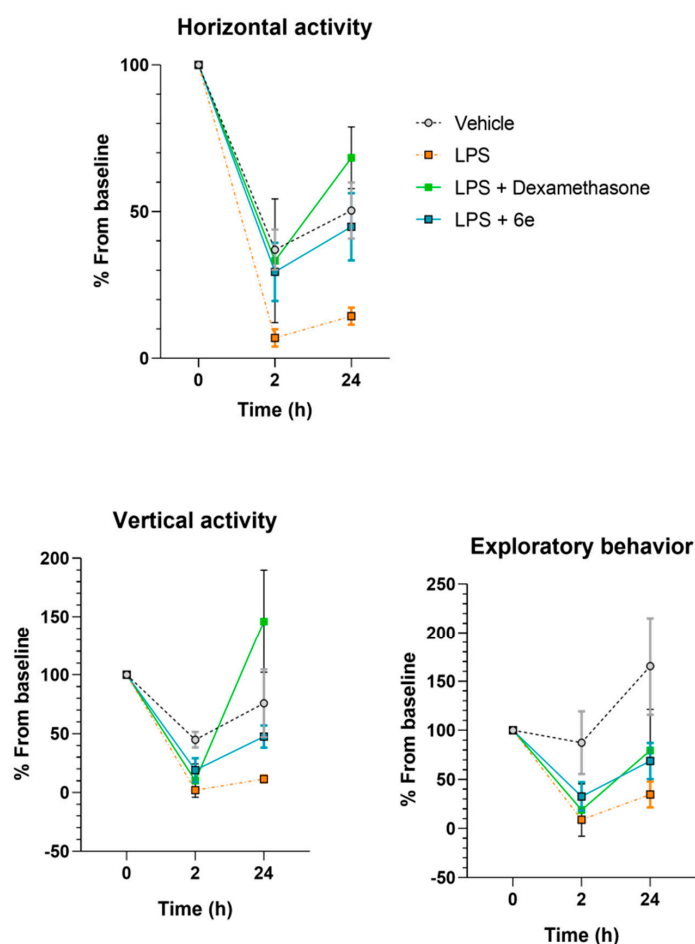 Horizontal activity
100
50
0
% From baseline
0 2 24
Time (h)
Vehicle
LPS
LPS + Dexamethasone
LPS + 6e
Vertical activity
200
150
100
50
0
-50
% From baseline
0 2 24
Time (h)
Exploratory behavior
250
200
150
100
50
0
-50
% From baseline
0 2 24
Time (h)